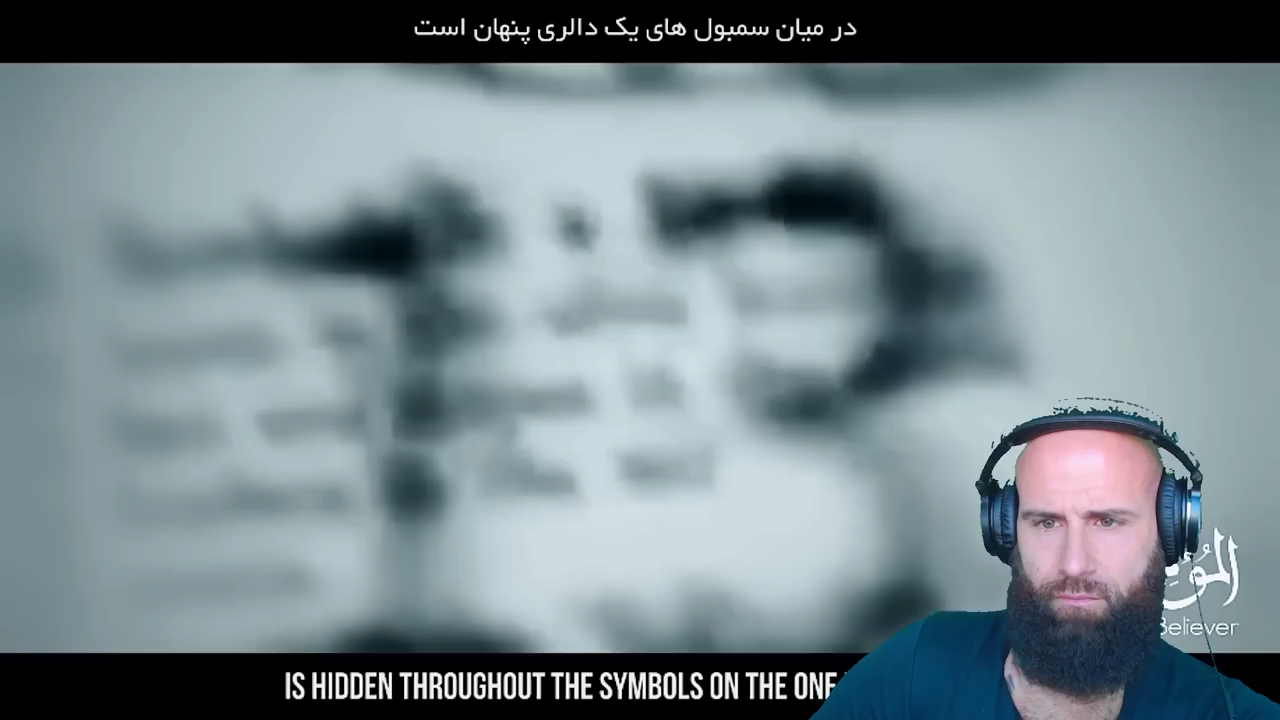 در میان سمبول های یک دالری پنهان است
Believer
IS HIDDEN THROUGHOUT THE SYMBOLS ON THE ONE